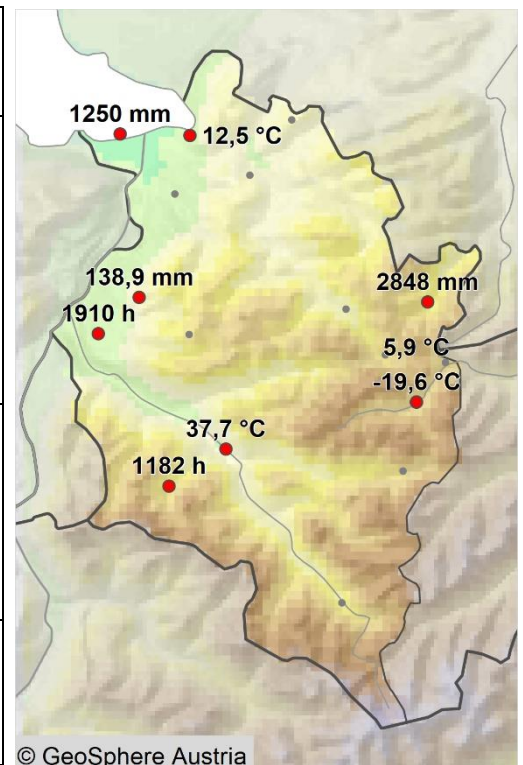 1250 mm
12,5 °C
138,9 mm
2848 mm
1910 h
5,9 °C
-19,6 °C
37,7 °C
1182 h
© GeoSphere Austria